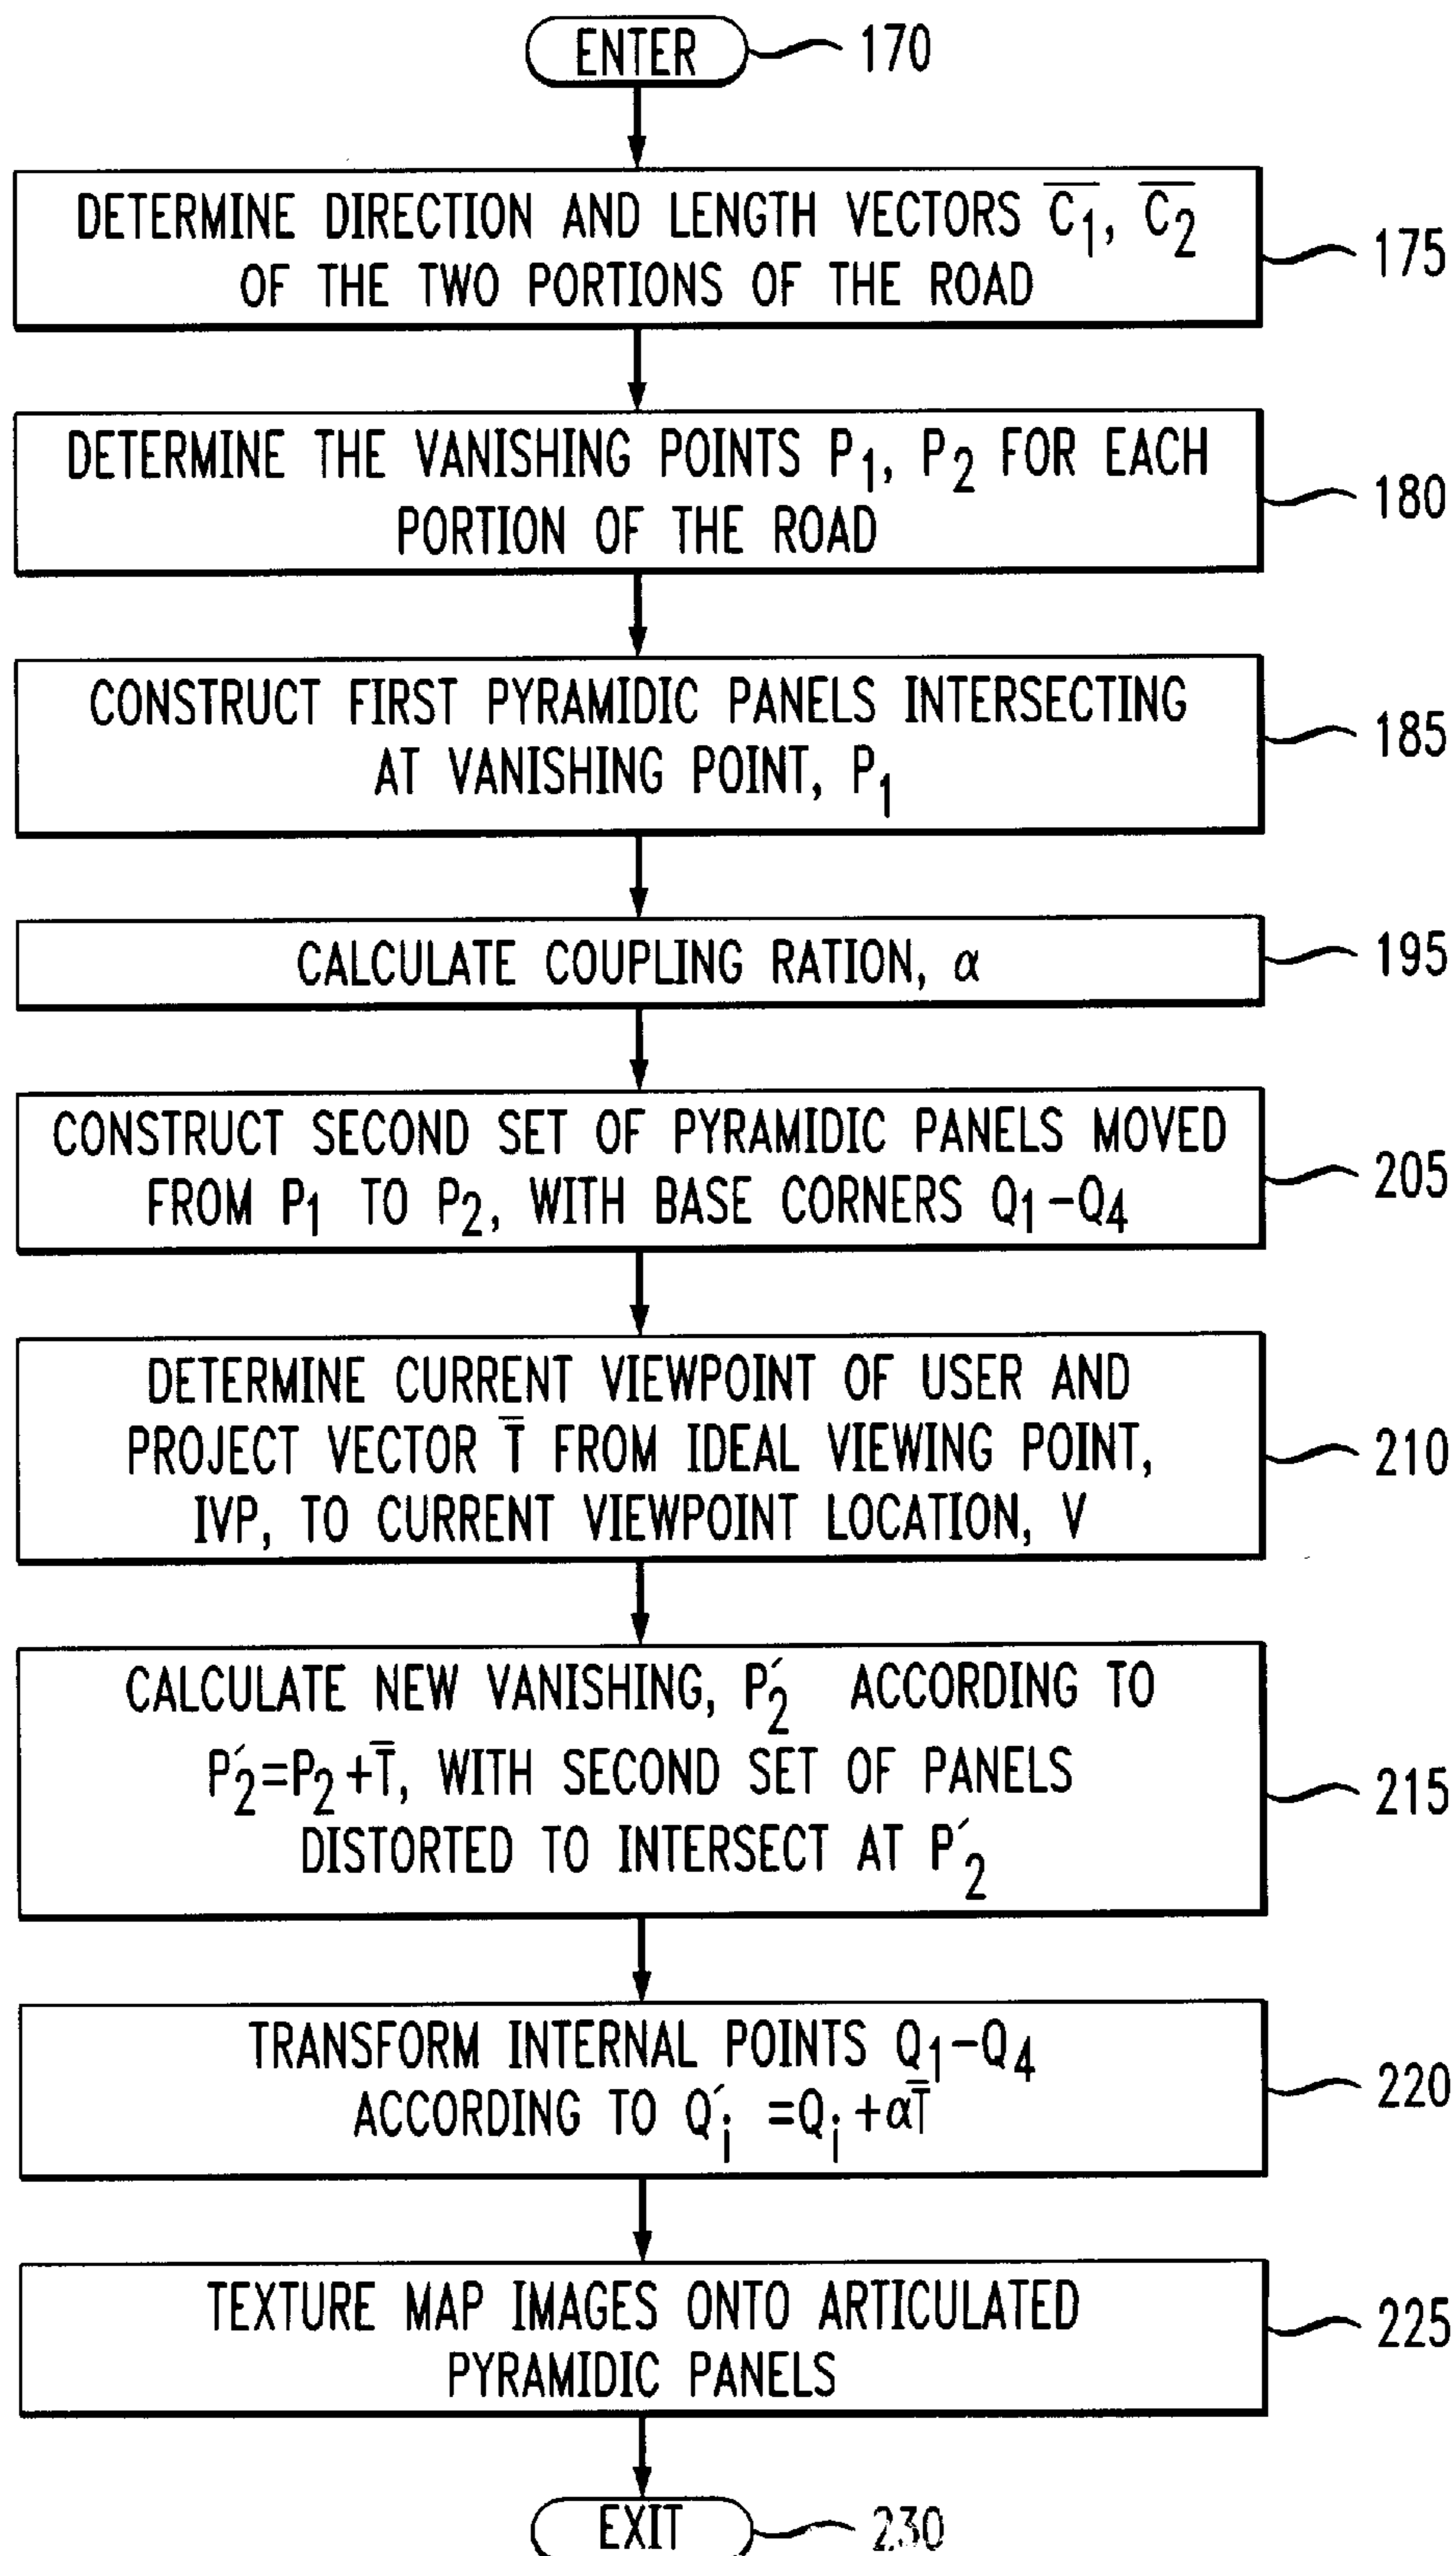 ENTER 170
DETERMINE DIRECTION AND LENGTH VECTORS C̅1, C̅2
OF THE TWO PORTIONS OF THE ROAD
175
DETERMINE THE VANISHING POINTS P1, P2 FOR EACH
PORTION OF THE ROAD
180
CONSTRUCT FIRST PYRAMIDIC PANELS INTERSECTING
AT VANISHING POINT, P1
185
CALCULATE COUPLING RATION, α
195
CONSTRUCT SECOND SET OF PYRAMIDIC PANELS MOVED
FROM P1 TO P2, WITH BASE CORNERS Q1-Q4
205
DETERMINE CURRENT VIEWPOINT OF USER AND
PROJECT VECTOR T̅ FROM IDEAL VIEWING POINT,
IVP, TO CURRENT VIEWPOINT LOCATION, V
210
CALCULATE NEW VANISHING, P′2 ACCORDING TO
P′2=P2+T̅, WITH SECOND SET OF PANELS
DISTORTED TO INTERSECT AT P′2
215
TRANSFORM INTERNAL POINTS Q1-Q4
ACCORDING TO Q′i =Qi+αT̅
220
TEXTURE MAP IMAGES ONTO ARTICULATED
PYRAMIDIC PANELS
225
EXIT 230